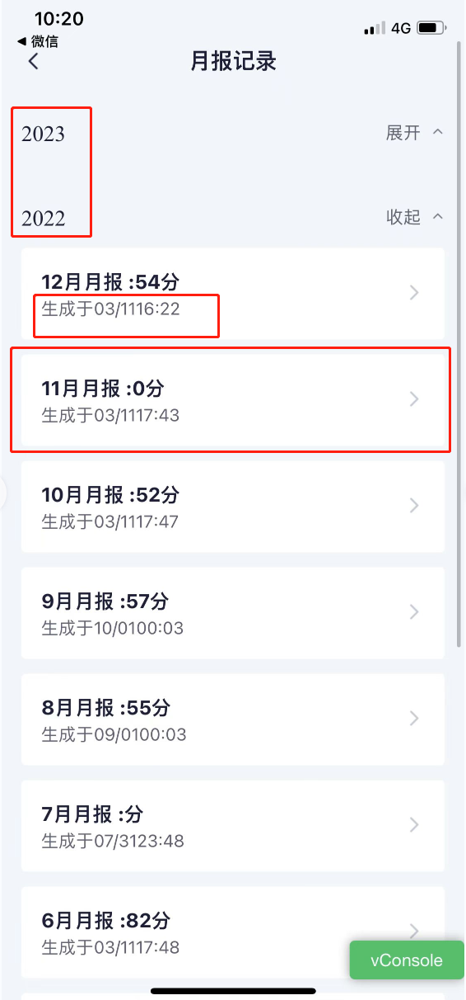 10:20
4G
微信
月报记录
2023 展开
2022 收起
12月月报 :54分
生成于03/1116:22
11月月报 :0分
生成于03/1117:43
10月月报 :52分
生成于03/1117:47
9月月报 :57分
生成于10/0100:03
8月月报 :55分
生成于09/0100:03
7月月报 :分
生成于07/3123:48
6月月报 :82分
生成于03/1117:48
vConsole